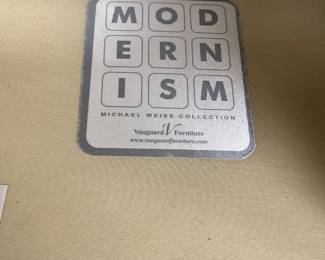 MOD
ERN
ISM
MICHAEL WEISS COLLECTION
Vanguard V Furniture
www.vanguardfurniture.com